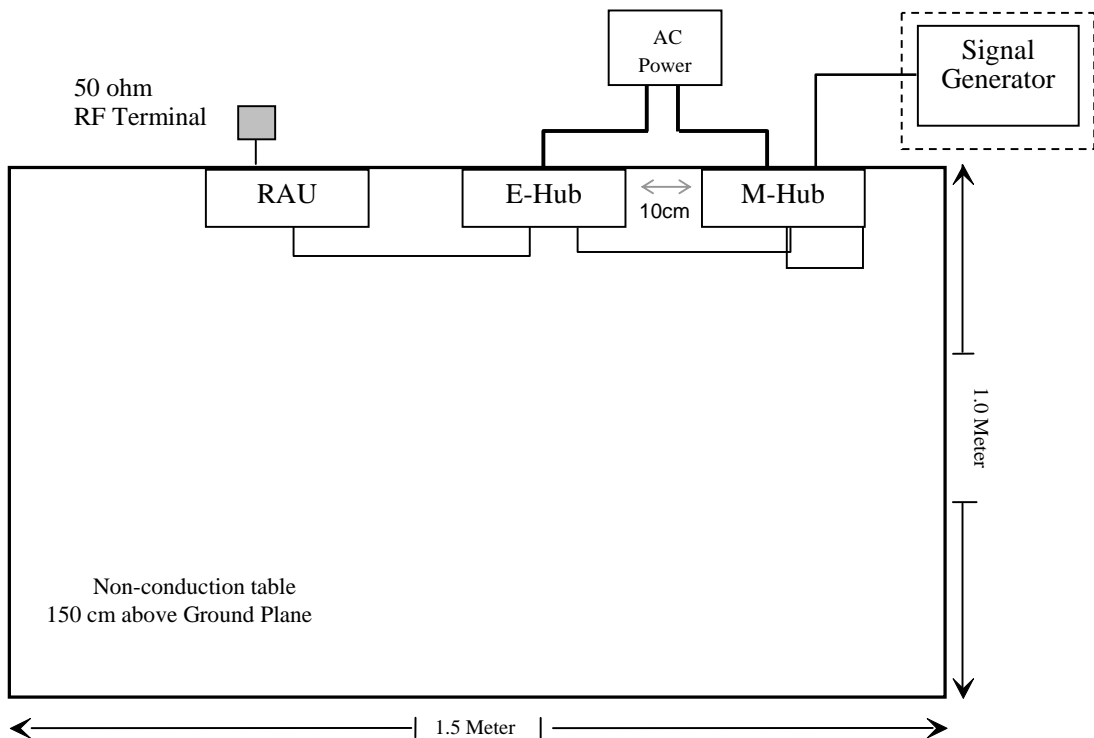 AC
Power
Signal
Generator
50 ohm
RF Terminal
RAU
E-Hub
10cm
M-Hub
1.0 Meter
Non-conduction table
150 cm above Ground Plane
1.5 Meter